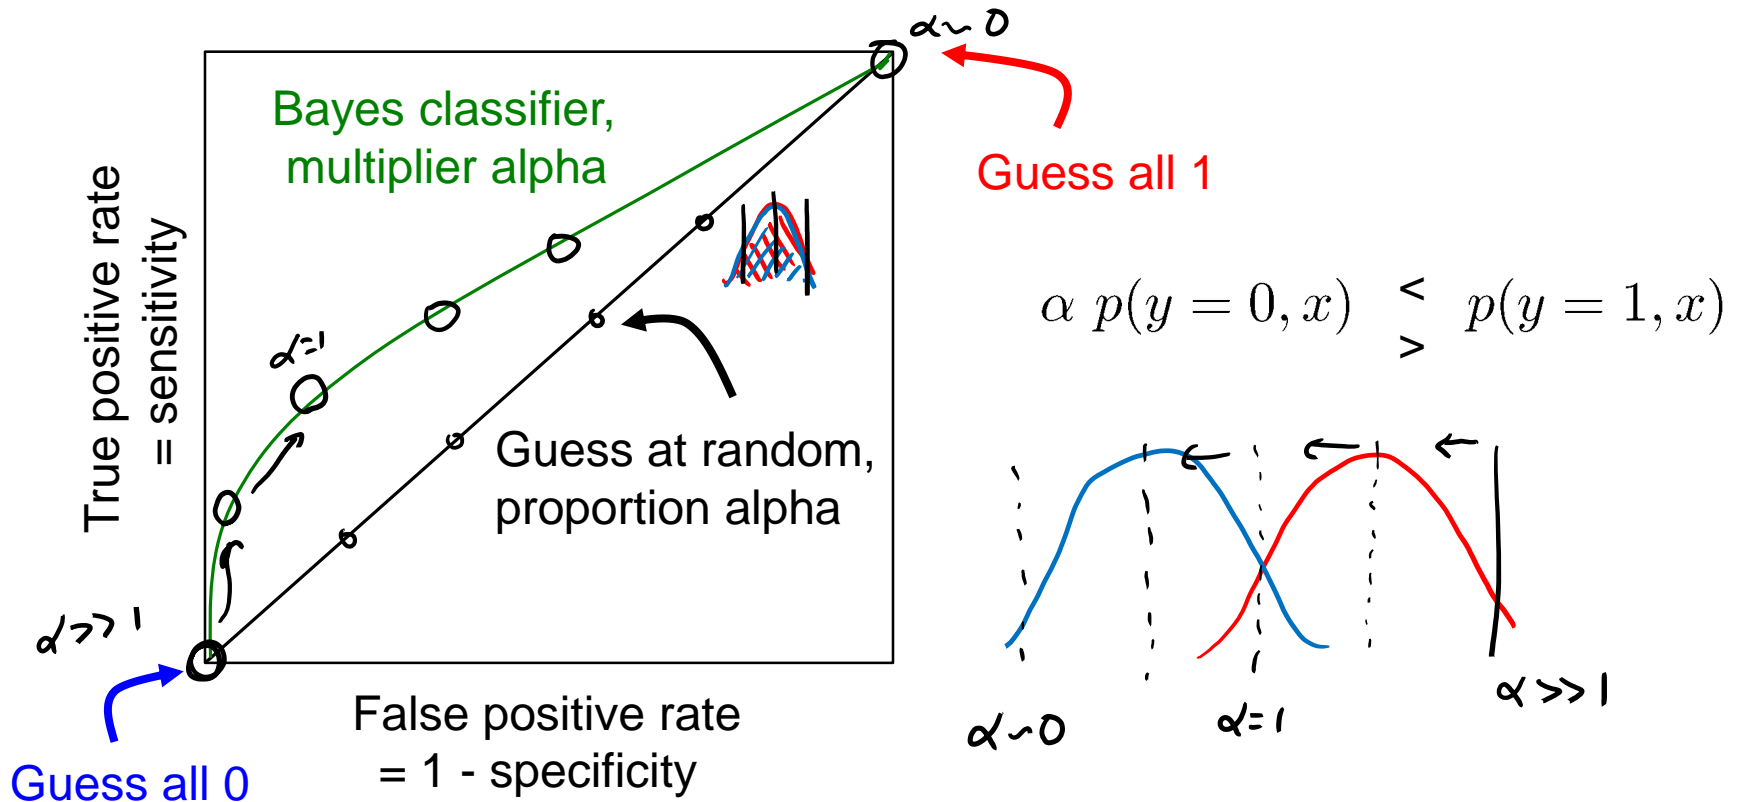 α~0
Bayes classifier,
multiplier alpha
Guess all 1
True positive rate
= sensitivity
α p(y = 0, x) < > p(y = 1, x)
α=1
Guess at random,
proportion alpha
α>>1
α~0
α=1
α>>1
False positive rate
= 1 - specificity
Guess all 0